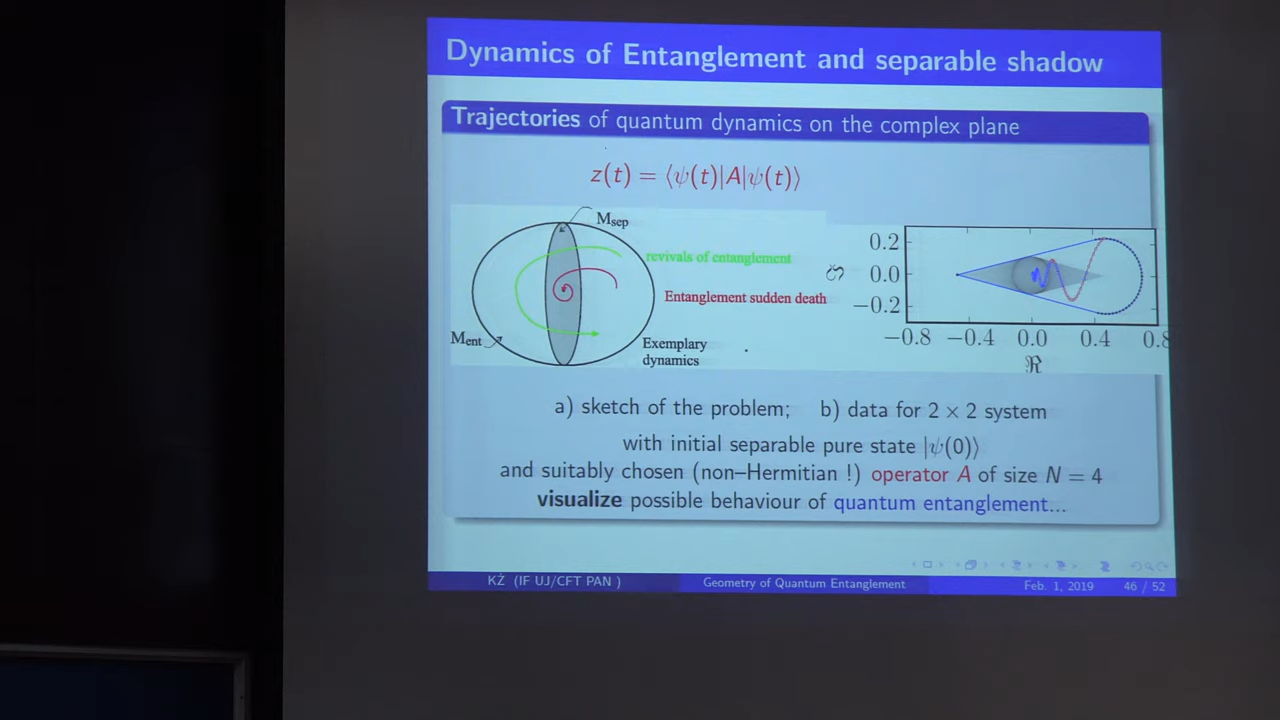 Dynamics of Entanglement and separable shadow
Trajectories of quantum dynamics on the complex plane
z(t) = ⟨ψ(t)|A|ψ(t)⟩
Msep
revivals of entanglement
Entanglement sudden death
Ment
Exemplary
dynamics
0.2
0.0
−0.2
ℑ
−0.8 −0.4 0.0 0.4 0.8
ℜ
a) sketch of the problem; b) data for 2 × 2 system
with initial separable pure state |ψ(0)⟩
and suitably chosen (non–Hermitian !) operator A of size N = 4
visualize possible behaviour of quantum entanglement...
KŻ (IF UJ/CFT PAN ) Geometry of Quantum Entanglement Feb. 1, 2019 46 / 52